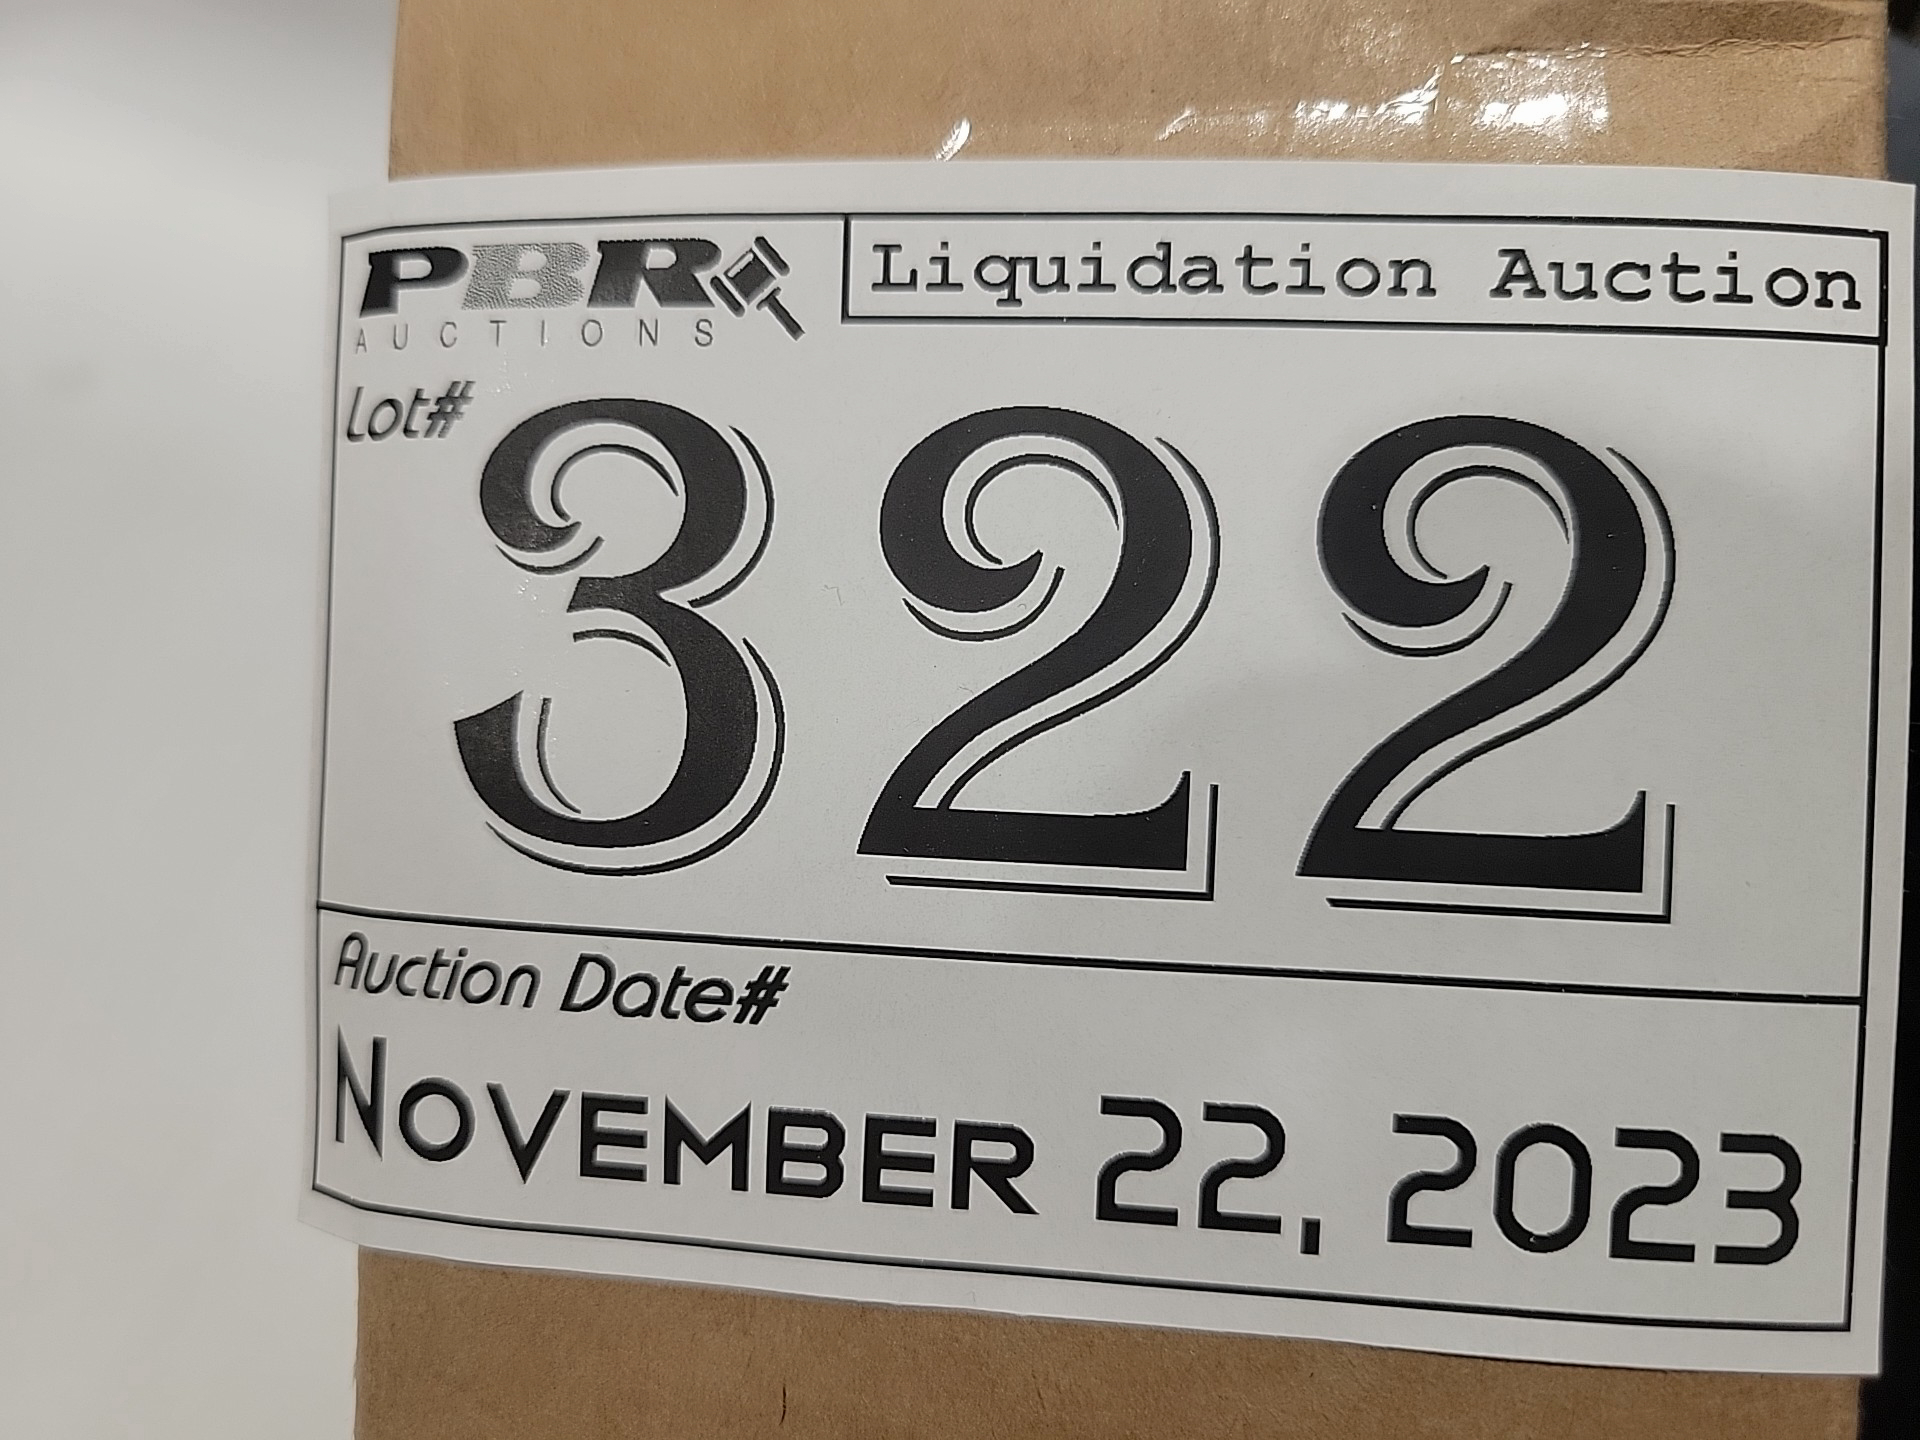 PBR
AUCTIONS
Liquidation Auction
Lot#
322
Auction Date#
NOVEMBER 22, 2023